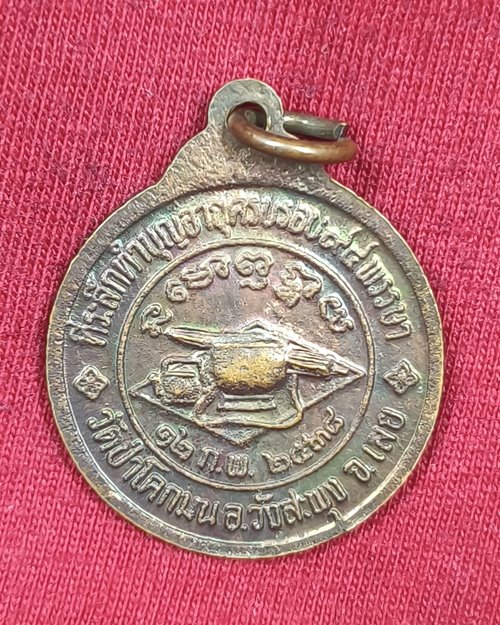 ที่ระลึกทำบุญอายุครบรอบ ๙๔ พรรษา
๑๒ ก.พ. ๒๕๓๘
วัดป่าโคกมน อ.วังสะพุง จ.เลย